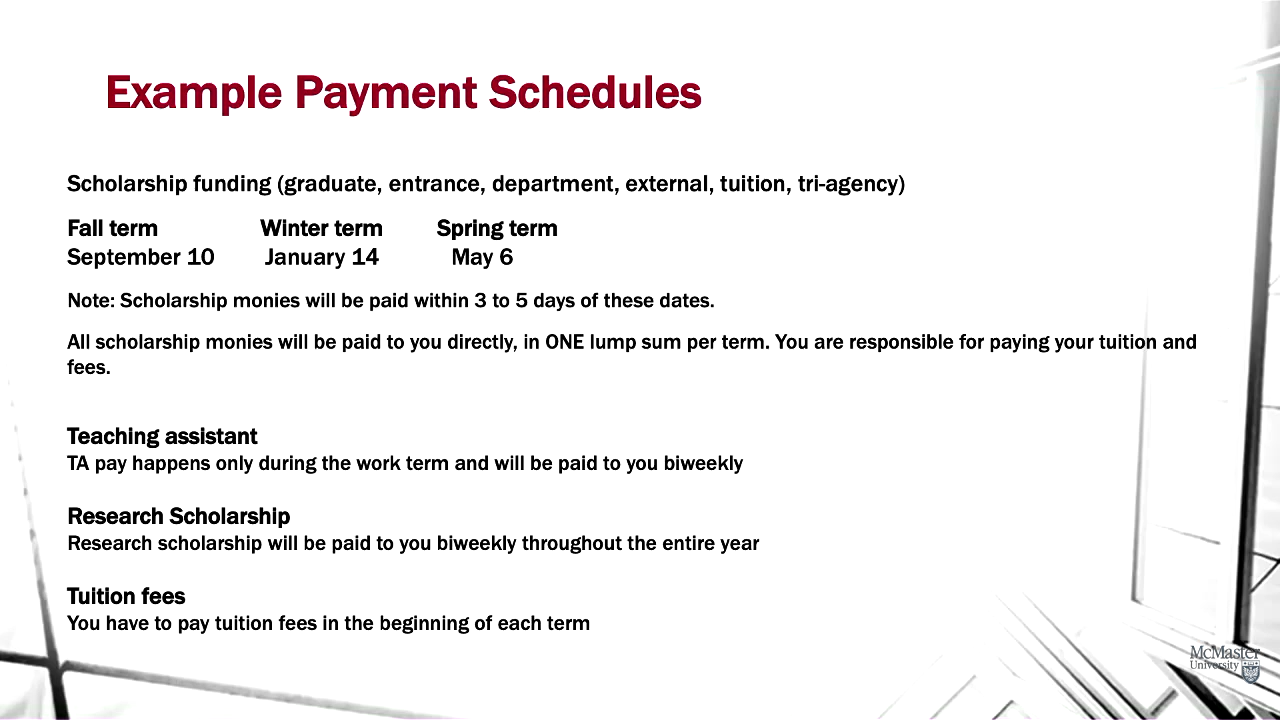 Example Payment Schedules
Scholarship funding (graduate, entrance, department, external, tuition, tri-agency)
Fall term Winter term Spring term
September 10 January 14 May 6
Note: Scholarship monies will be paid within 3 to 5 days of these dates.
All scholarship monies will be paid to you directly, in ONE lump sum per term. You are responsible for paying your tuition and
fees.
Teaching assistant
TA pay happens only during the work term and will be paid to you biweekly
Research Scholarship
Research scholarship will be paid to you biweekly throughout the entire year
Tuition fees
You have to pay tuition fees in the beginning of each term
McMaster
University